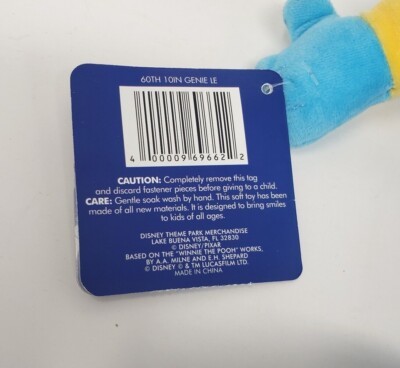 60TH 10IN GENIE LE
4 00009 69662 2
CAUTION: Completely remove this tag
and discard fastener pieces before giving to a child.
CARE: Gentle soak wash by hand. This soft toy has been
made of all new materials. It is designed to bring smiles
to kids of all ages.
DISNEY THEME PARK MERCHANDISE
LAKE BUENA VISTA, FL 32830
© DISNEY/PIXAR
BASED ON THE "WINNIE THE POOH" WORKS,
BY A.A. MILNE AND E.H. SHEPARD
© DISNEY © & TM LUCASFILM LTD.
MADE IN CHINA